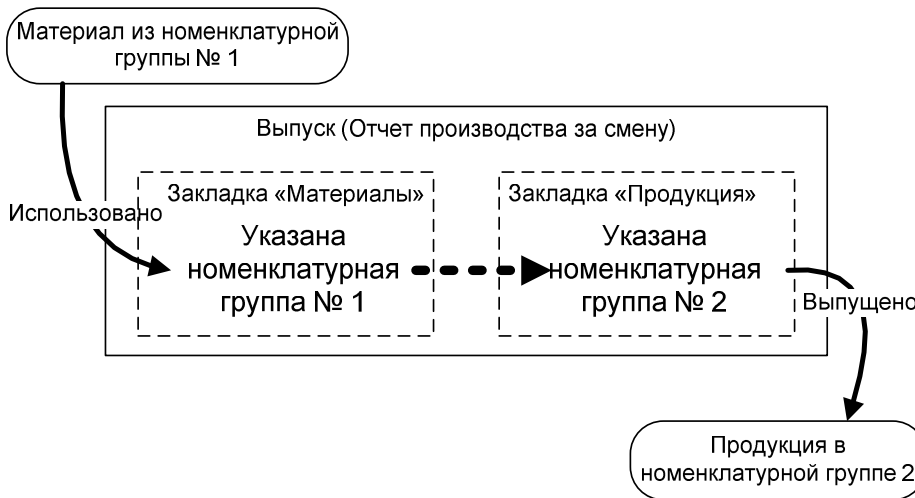 Материал из номенклатурной
группы № 1
Выпуск (Отчет производства за смену)
Закладка «Материалы»
Закладка «Продукция»
Использовано
Указана
номенклатурная
группа № 1
Указана
номенклатурная
группа № 2
Выпущено
Продукция в
номенклатурной группе 2